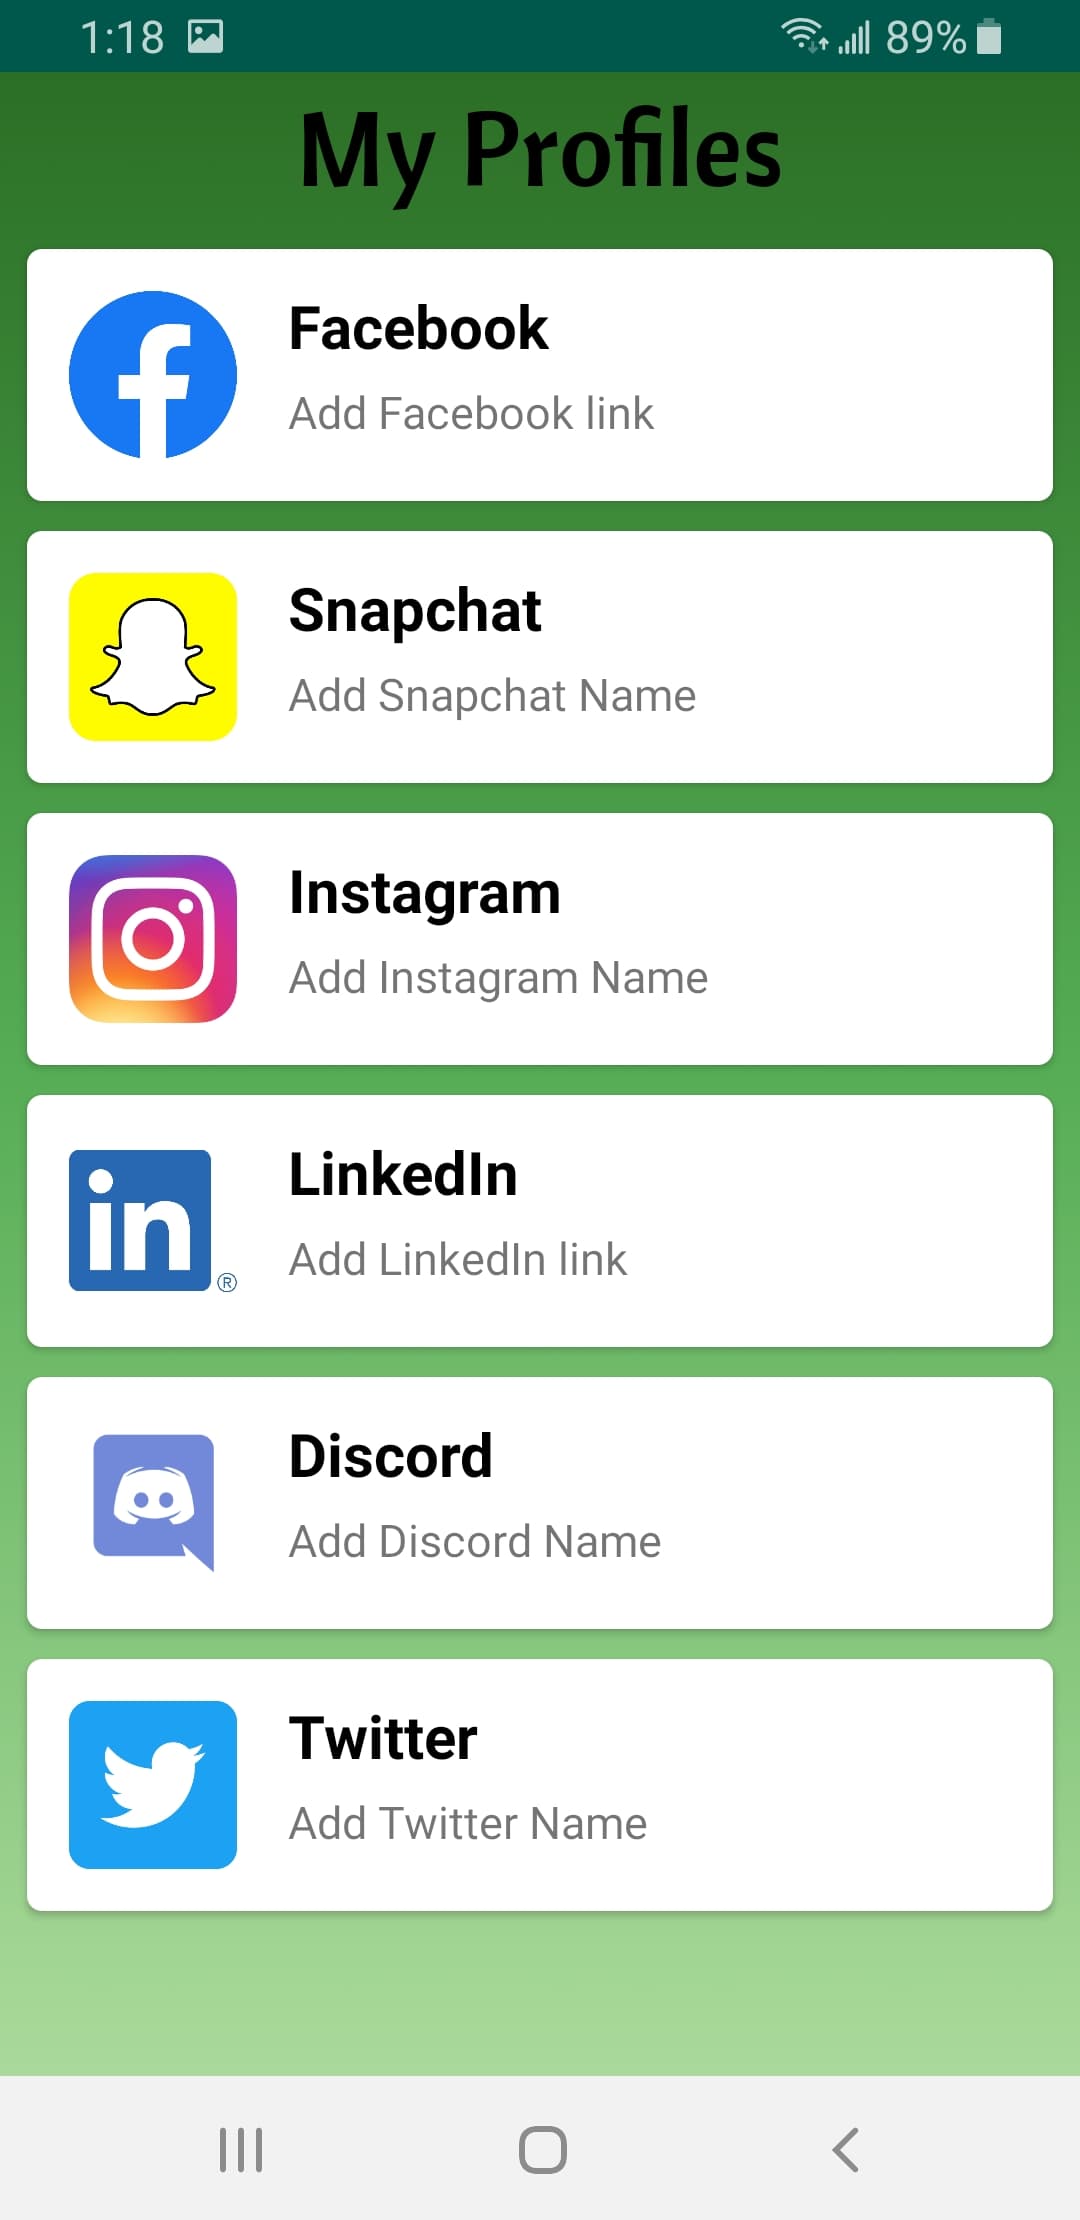 1:18 89%
My Profiles
Facebook
Add Facebook link
Snapchat
Add Snapchat Name
Instagram
Add Instagram Name
in ®
LinkedIn
Add LinkedIn link
Discord
Add Discord Name
Twitter
Add Twitter Name